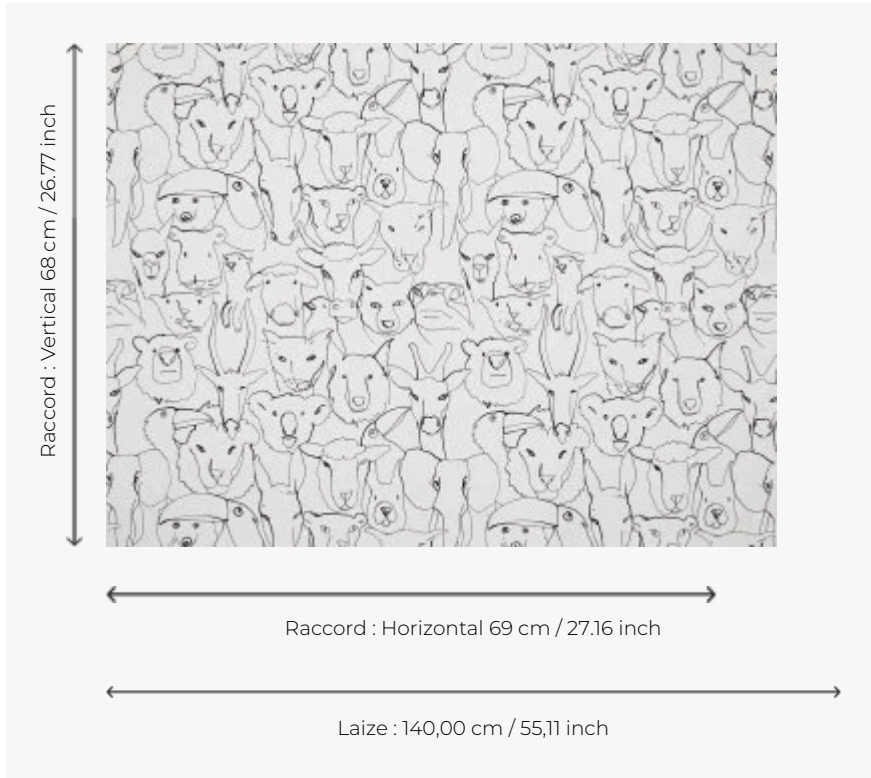 Raccord : Vertical 68 cm / 26.77 inch
Raccord : Horizontal 69 cm / 27.16 inch
Laize : 140,00 cm / 55,11 inch